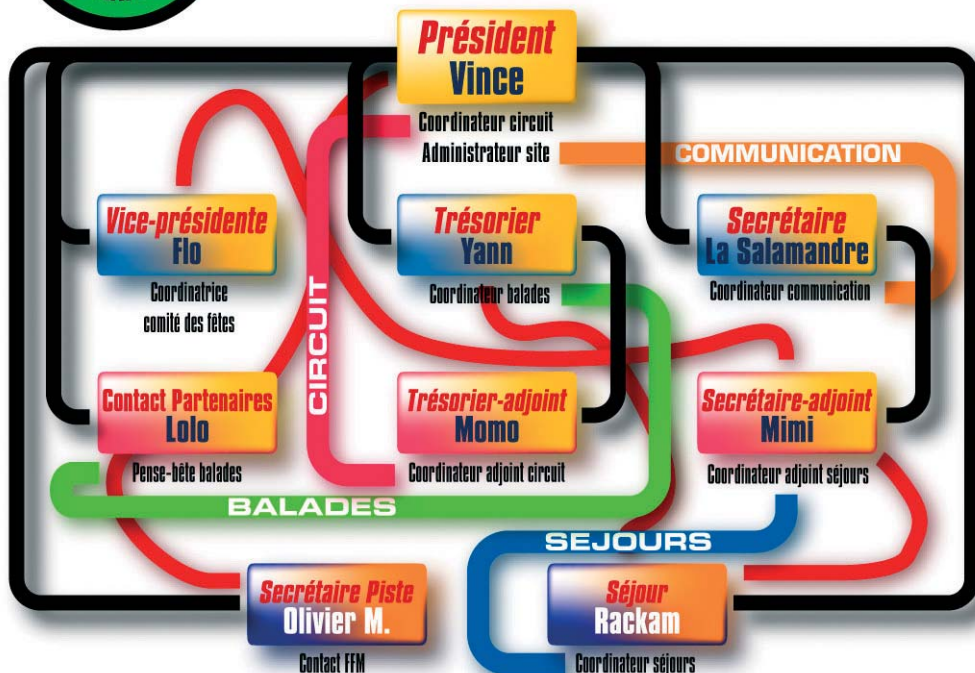 Président
Vince
Coordinateur circuit
Administrateur site
COMMUNICATION
Vice-présidente
Flo
Coordinatrice
comité des fêtes
Trésorier
Yann
Coordinateur balades
Secrétaire
La Salamandre
Coordinateur communication
CIRCUIT
Contact Partenaires
Lolo
Pense-bête balades
Trésorier-adjoint
Momo
Coordinateur adjoint circuit
Secrétaire-adjoint
Mimi
Coordinateur adjoint séjours
BALADES
SEJOURS
Secrétaire Piste
Olivier M.
Contact FFM
Séjour
Rackam
Coordinateur séjours